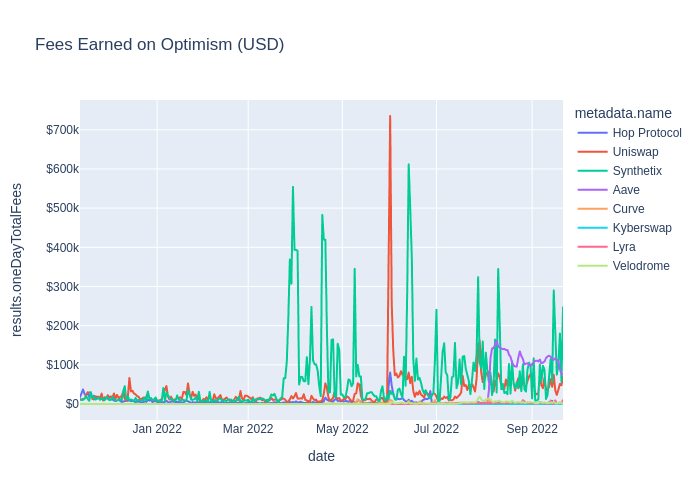 Fees Earned on Optimism (USD)
metadata.name
Hop Protocol
Uniswap
Synthetix
Aave
Curve
Kyberswap
Lyra
Velodrome
results.oneDayTotalFees
$700k
$600k
$500k
$400k
$300k
$200k
$100k
$0
Jan 2022 Mar 2022 May 2022 Jul 2022 Sep 2022
date